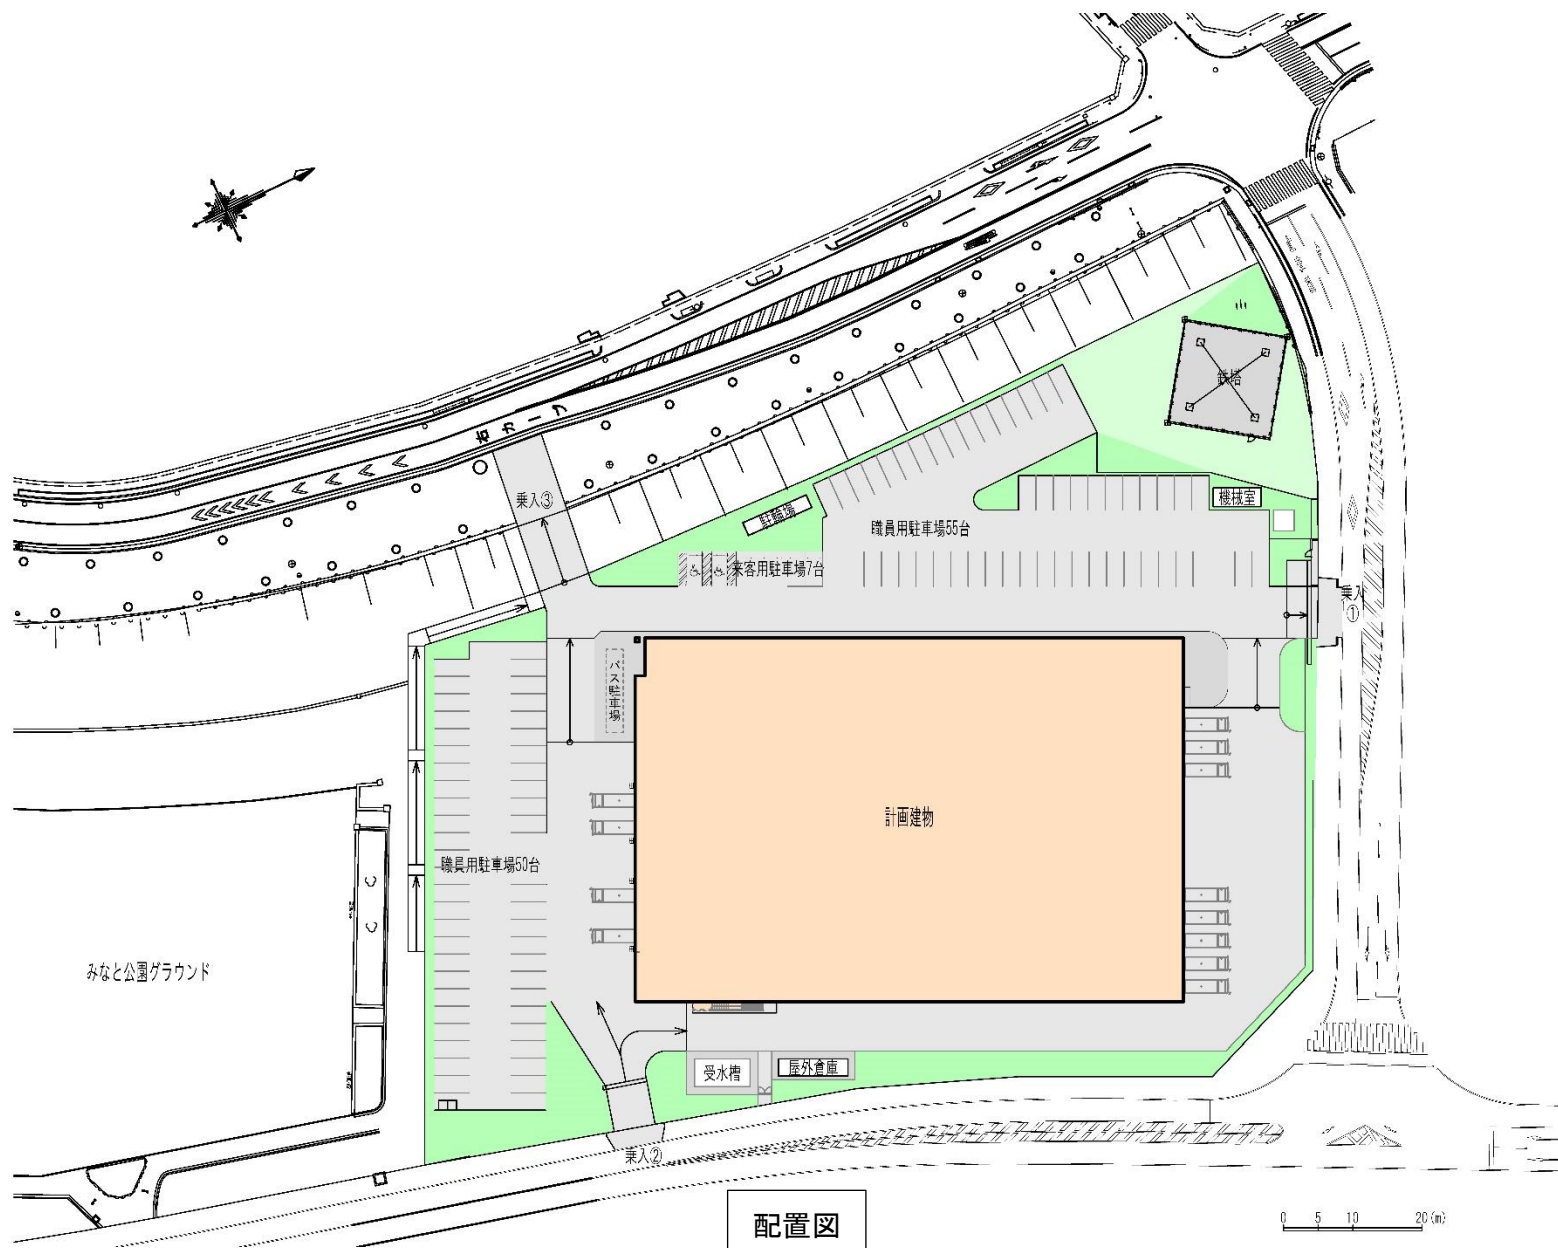 鉄塔
乗入③
機械室
駐輪場
職員用駐車場55台
来客用駐車場7台
乗入
①
バス駐車場
計画建物
職員用駐車場50台
みなと公園グラウンド
受水槽
屋外倉庫
乗入②
配置図
0 5 10 20(m)